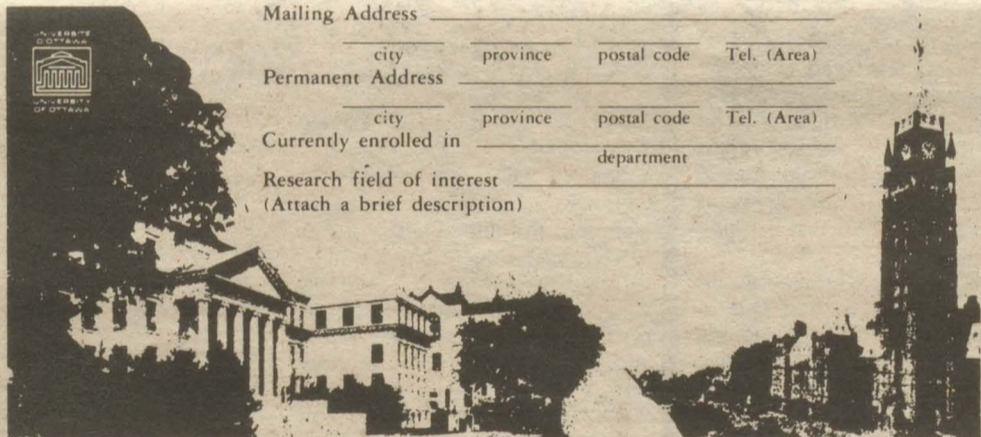 UNIVERSITÉ
D'OTTAWA
UNIVERSITY
OF OTTAWA
Mailing Address
city province postal code Tel. (Area)
Permanent Address
city province postal code Tel. (Area)
Currently enrolled in
department
Research field of interest
(Attach a brief description)